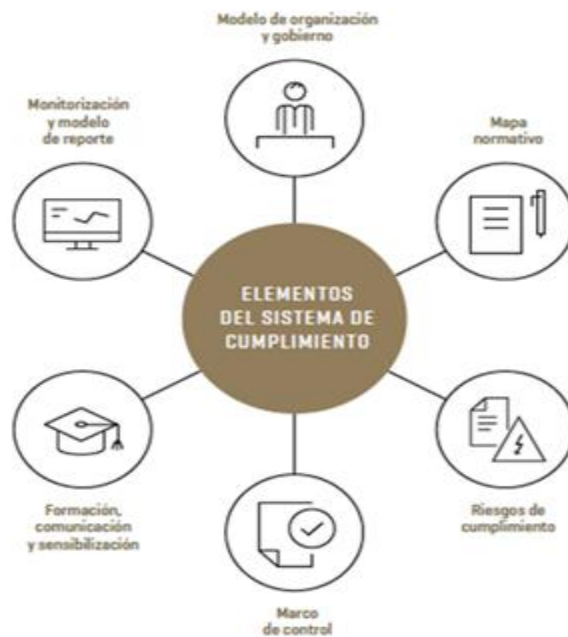 Modelo de organización
y gobierno
Monitorización
y modelo
de reporte
Mapa
normativo
ELEMENTOS
DEL SISTEMA DE
CUMPLIMIENTO
Formación,
comunicación
y sensibilización
Riesgos de
cumplimiento
Marco
de control